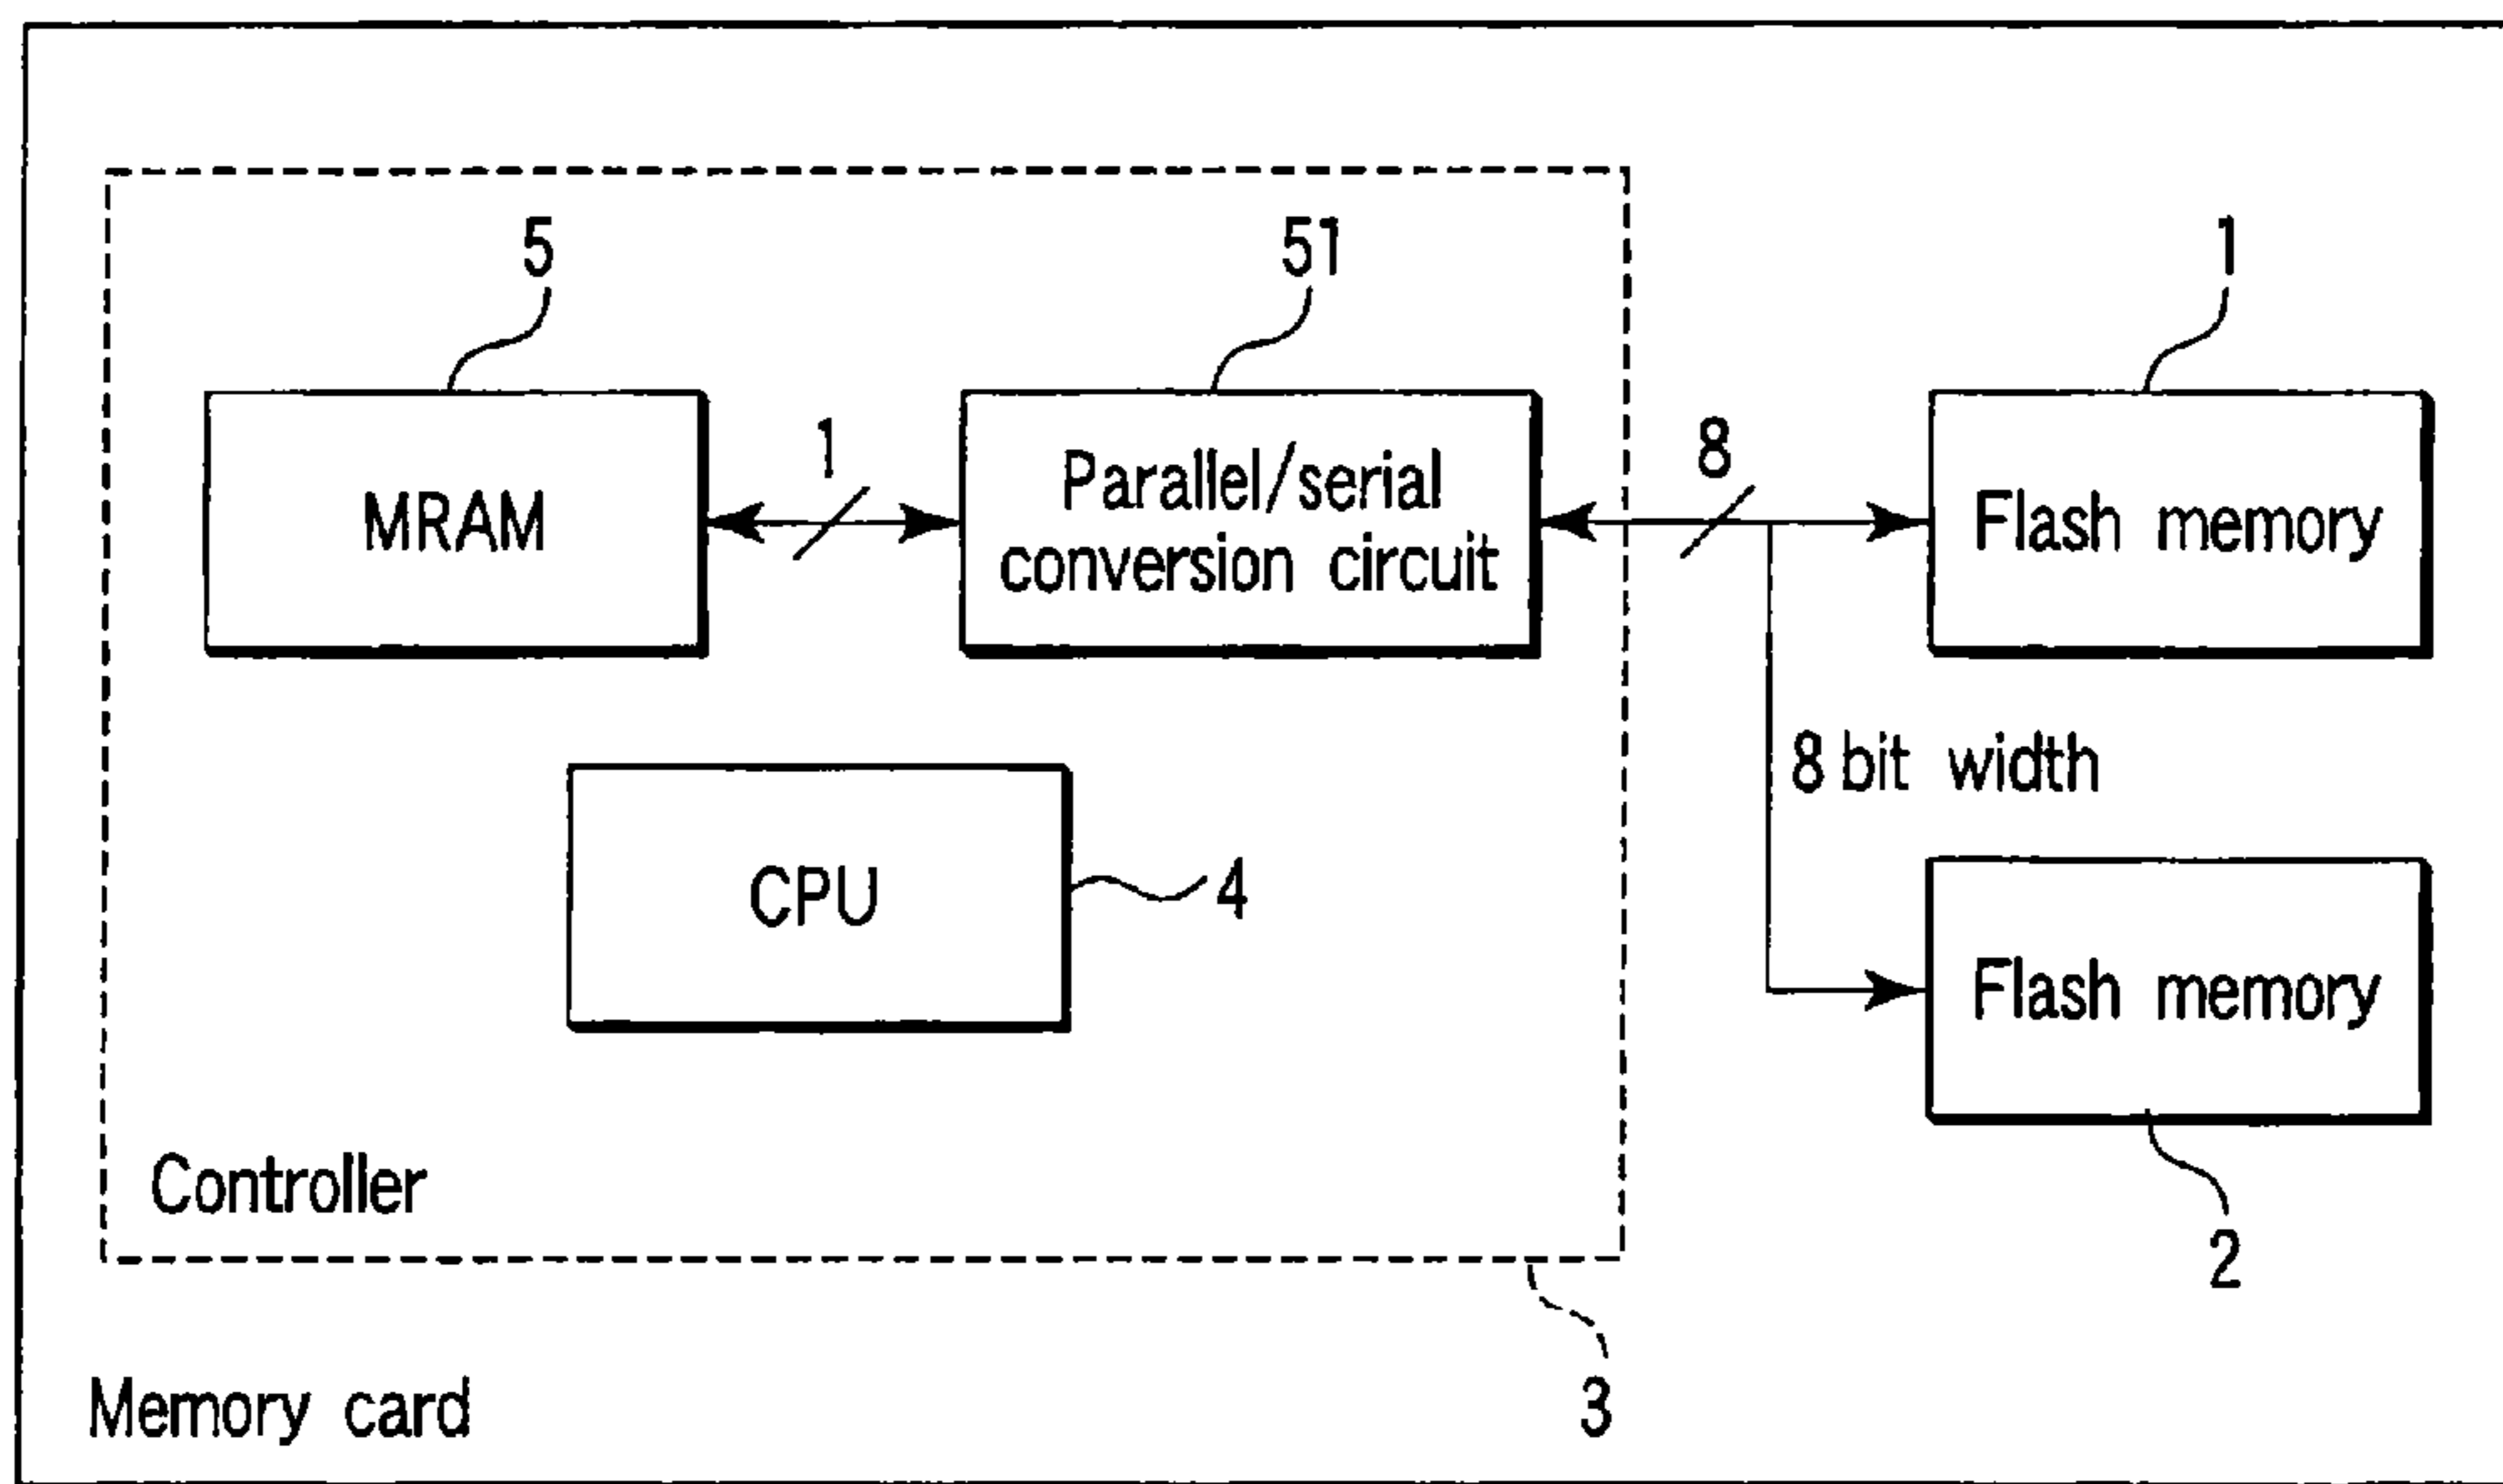 5
51
1
1
8
MRAM
Parallel/serial
conversion circuit
Flash memory
8 bit width
CPU
4
Flash memory
Controller
2
3
Memory card